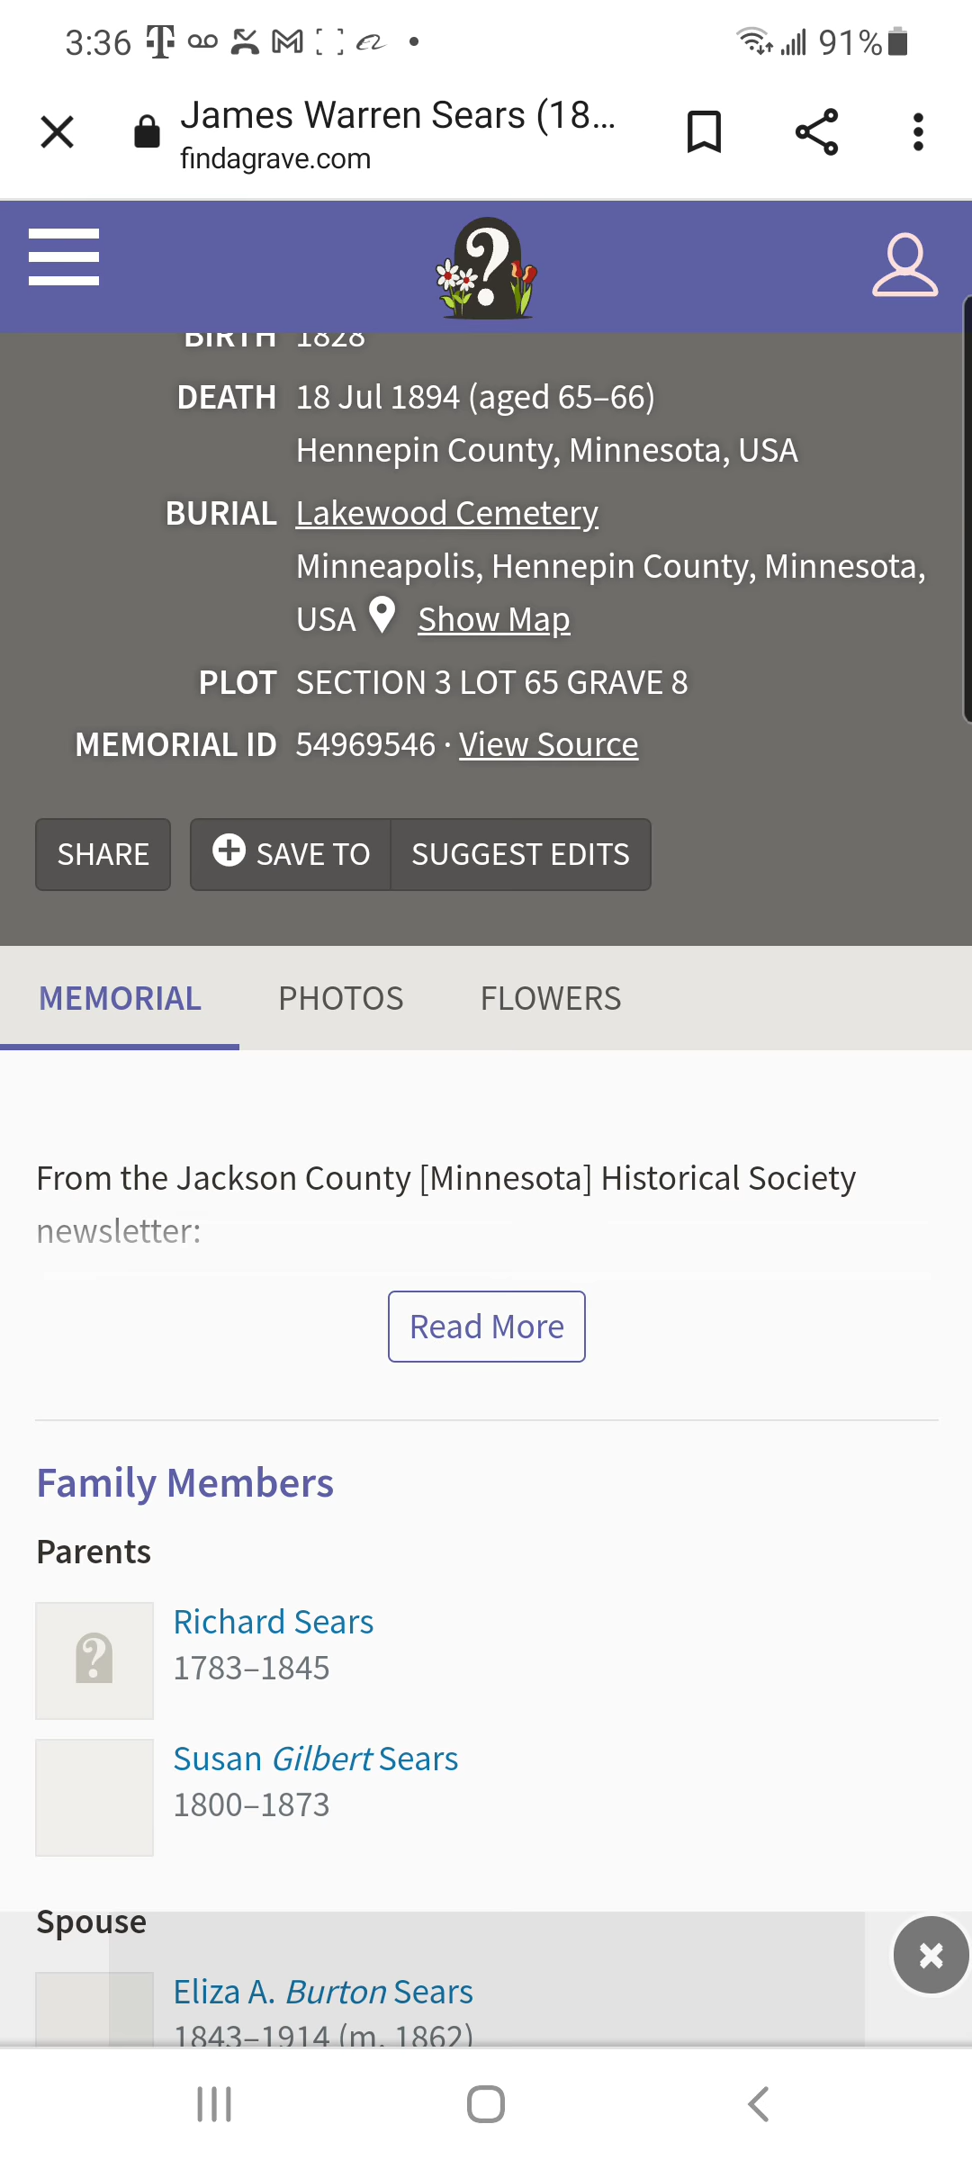 3:36 91%
James Warren Sears (18...
findagrave.com
BIRTH 1828
DEATH 18 Jul 1894 (aged 65–66)
Hennepin County, Minnesota, USA
BURIAL Lakewood Cemetery
Minneapolis, Hennepin County, Minnesota,
USA Show Map
PLOT SECTION 3 LOT 65 GRAVE 8
MEMORIAL ID 54969546 · View Source
SHARE SAVE TO SUGGEST EDITS
MEMORIAL PHOTOS FLOWERS
From the Jackson County [Minnesota] Historical Society
newsletter:
Read More
Family Members
Parents
Richard Sears
1783–1845
Susan Gilbert Sears
1800–1873
Spouse
Eliza A. Burton Sears
1843–1914 (m. 1862)